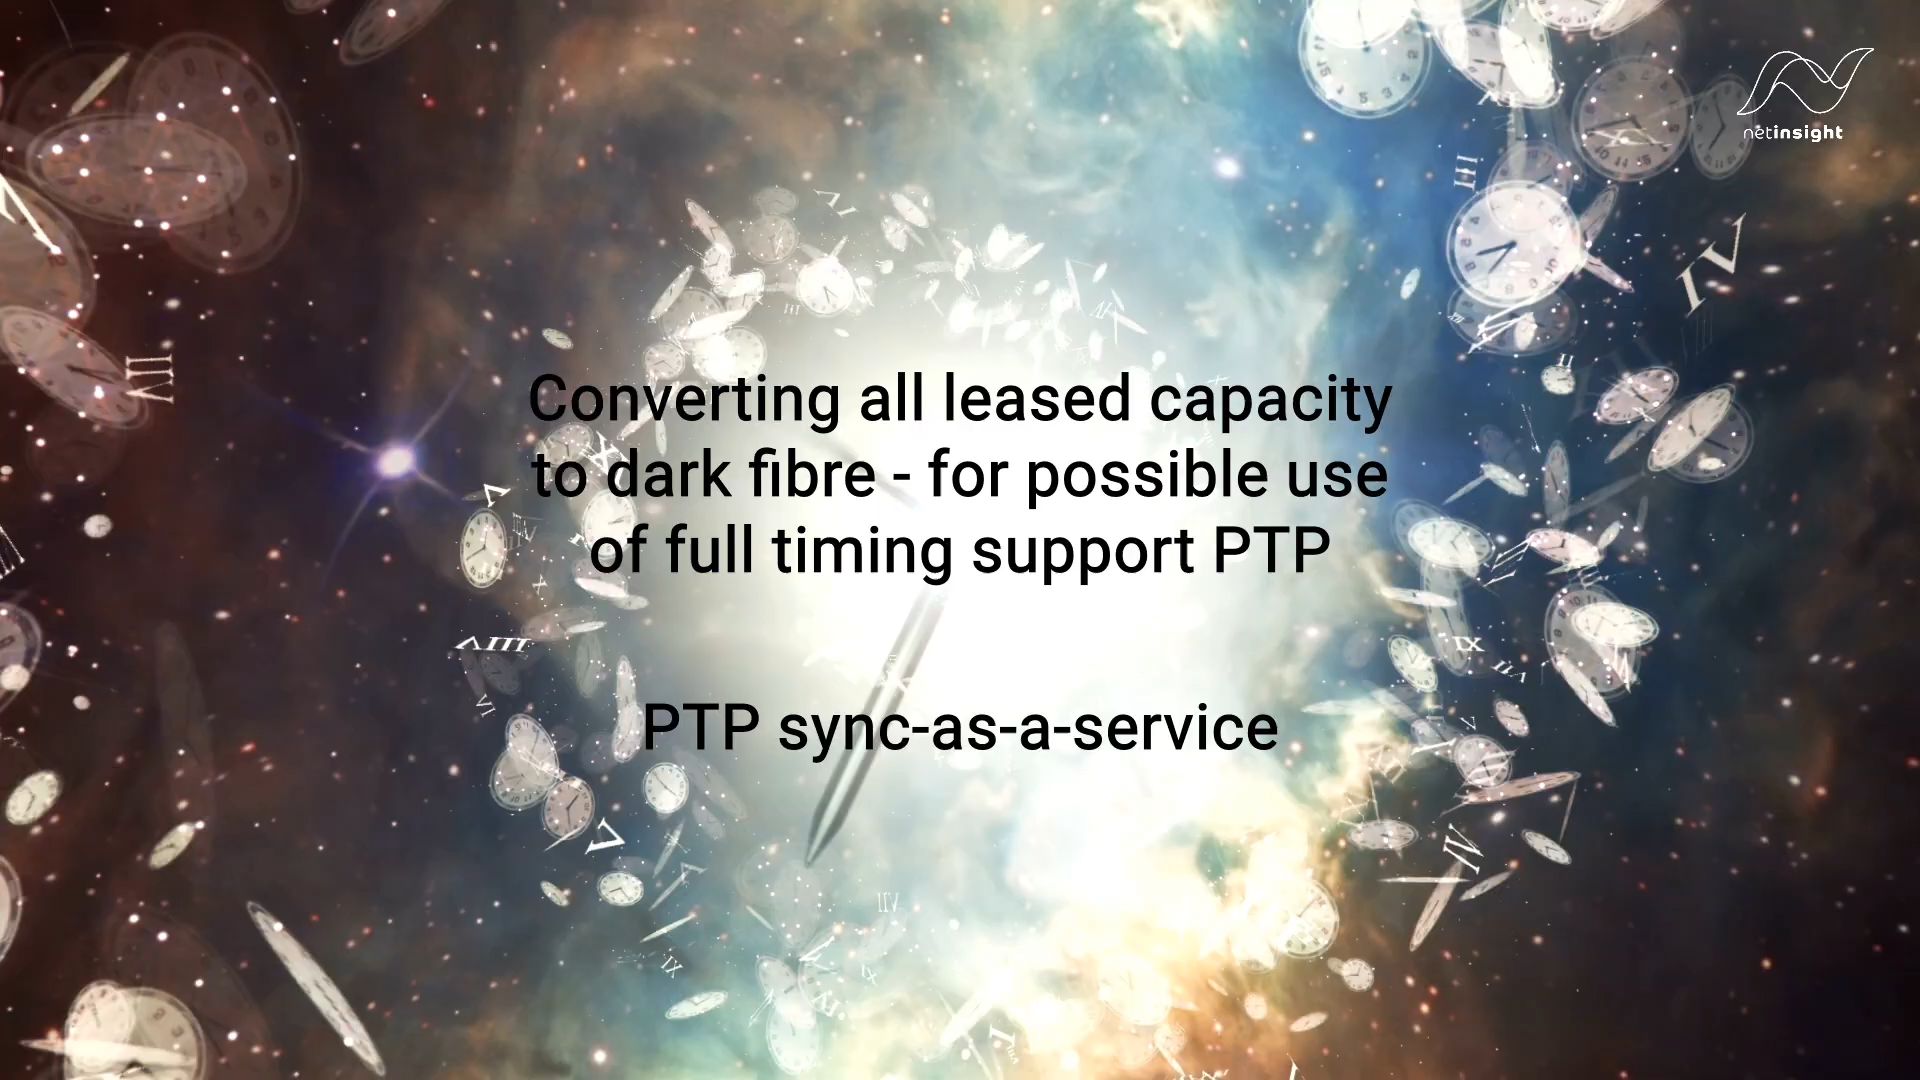 netinsight
Converting all leased capacity
to dark fibre - for possible use
of full timing support PTP
PTP sync-as-a-service